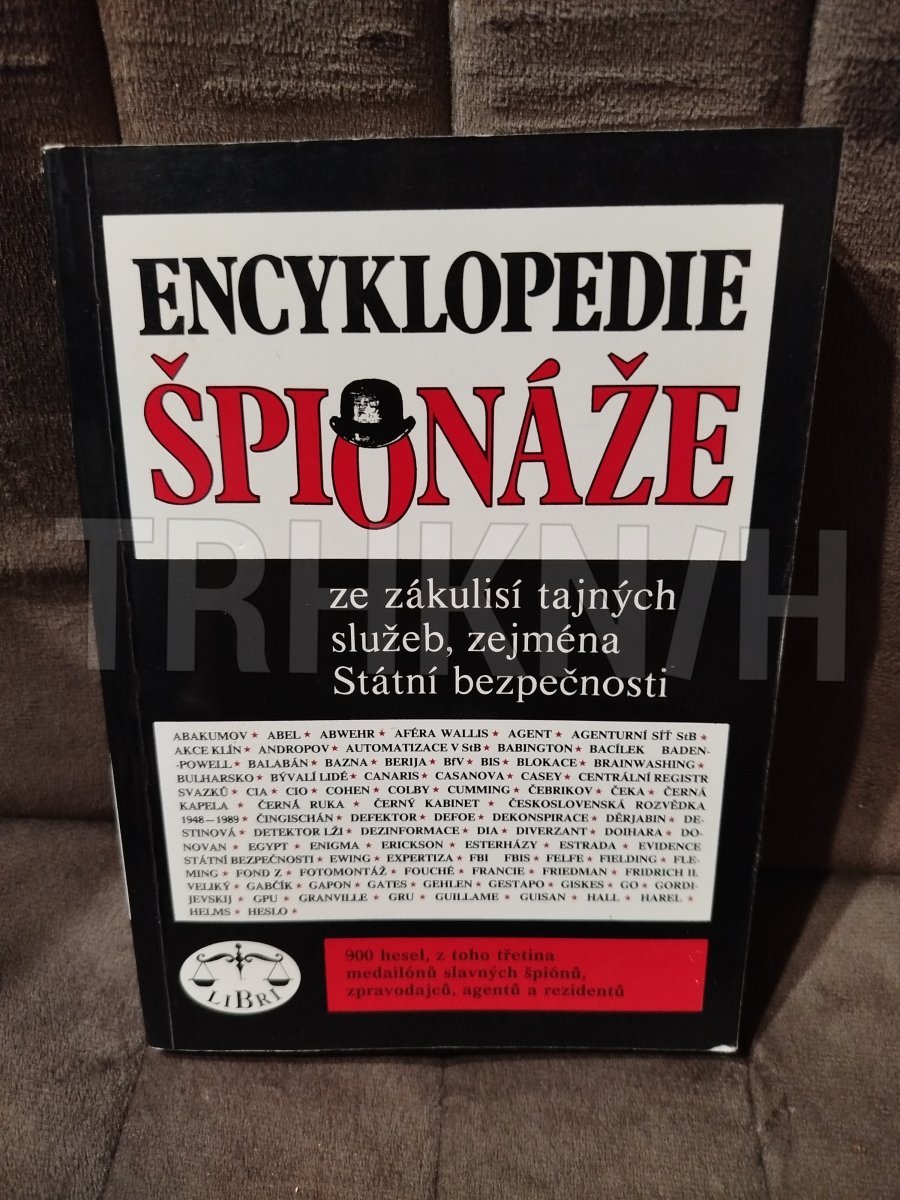 ENCYKLOPEDIE
ŠPIONÁŽE
TRHKNIH
ze zákulisí tajných
služeb, zejména
Státní bezpečnosti
ABAKUMOV ★ ABEL ★ ABWEHR ★ AFÉRA WALLIS ★ AGENT ★ AGENTURNÍ SÍŤ StB ★
AKCE KLÍN ★ ANDROPOV ★ AUTOMATIZACE V StB ★ BABINGTON ★ BACÍLEK BADEN-
-POWELL ★ BALABÁN ★ BAZNA ★ BERIJA ★ BfV ★ BIS ★ BLOKACE ★ BRAINWASHING ★
BULHARSKO ★ BÝVALÍ LIDÉ ★ CANARIS ★ CASANOVA ★ CASEY ★ CENTRÁLNÍ REGISTR
SVAZKŮ ★ CIA ★ CIO ★ COHEN ★ COLBY ★ CUMMING ★ ČEBRIKOV ★ ČEKA ★ ČERNÁ
KAPELA ★ ČERNÁ RUKA ★ ČERNÝ KABINET ★ ČESKOSLOVENSKÁ ROZVĚDKA
1948–1989 ★ ČINGISCHÁN ★ DEFEKTOR ★ DEFOE ★ DEKONSPIRACE ★ DĚRJABIN ★ DE-
STINOVÁ ★ DETEKTOR LŽI ★ DEZINFORMACE ★ DIA ★ DIVERZANT ★ DOIHARA ★ DO-
NOVAN ★ EGYPT ★ ENIGMA ★ ERICKSON ★ ESTERHÁZY ★ ESTRADA ★ EVIDENCE
STÁTNÍ BEZPEČNOSTI ★ EWING ★ EXPERTIZA ★ FBI FBIS ★ FELFE ★ FIELDING ★ FLE-
MING ★ FOND Z ★ FOTOMONTÁŽ ★ FOUCHÉ ★ FRANCIE ★ FRIEDMAN ★ FRIDRICH II.
VELIKÝ ★ GABČÍK ★ GAPON ★ GATES ★ GEHLEN ★ GESTAPO ★ GISKES ★ GO ★ GORDI-
JEVSKIJ ★ GPU ★ GRANVILLE ★ GRU ★ GUILLAUME ★ GUISAN ★ HALL ★ HAREL ★
HELMS ★ HESLO ★
LIBRI
900 hesel, z toho třetina
medailónů slavných špiónů,
zpravodajců, agentů a rezidentů